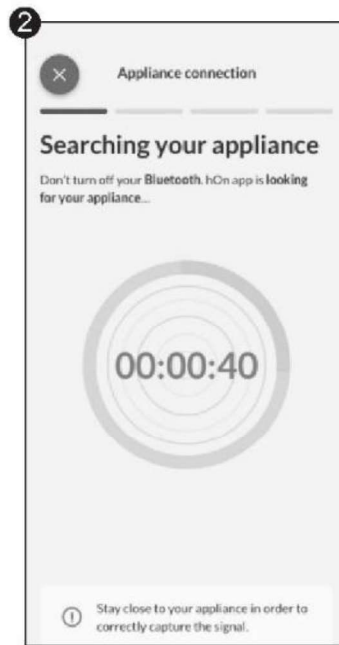 2
Appliance connection
Searching your appliance
Don't turn off your Bluetooth. hOn app is looking
for your appliance...
00:00:40
Stay close to your appliance in order to
correctly capture the signal.